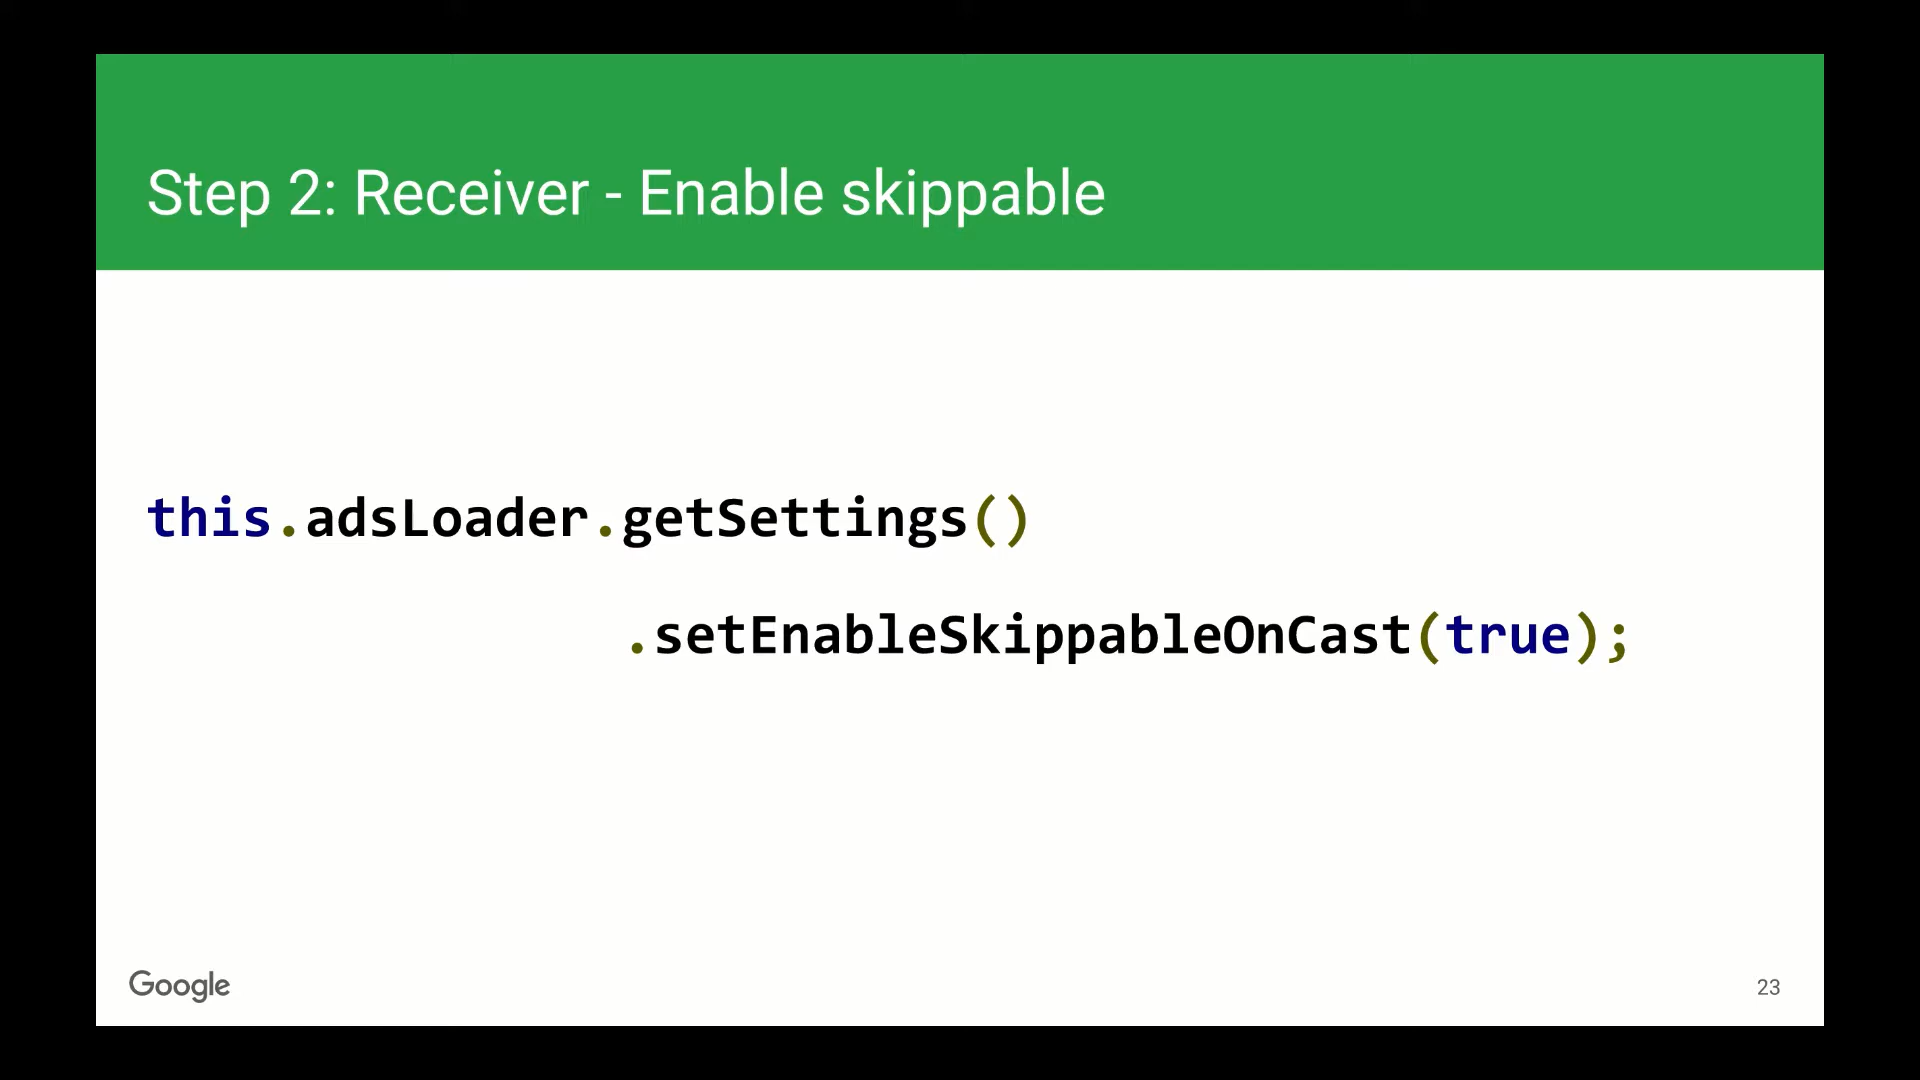 Step 2: Receiver - Enable skippable
this.adsLoader.getSettings()
.setEnableSkippableOnCast(true);
Google
23